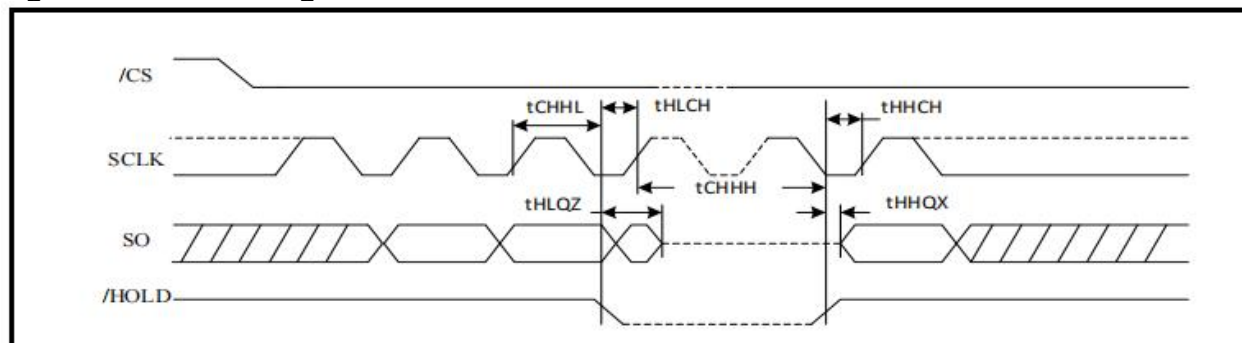 /CS
tCHHL
tHLCH
tHHCH
SCLK
tCHHH
tHLQZ
tHHQX
SO
/HOLD